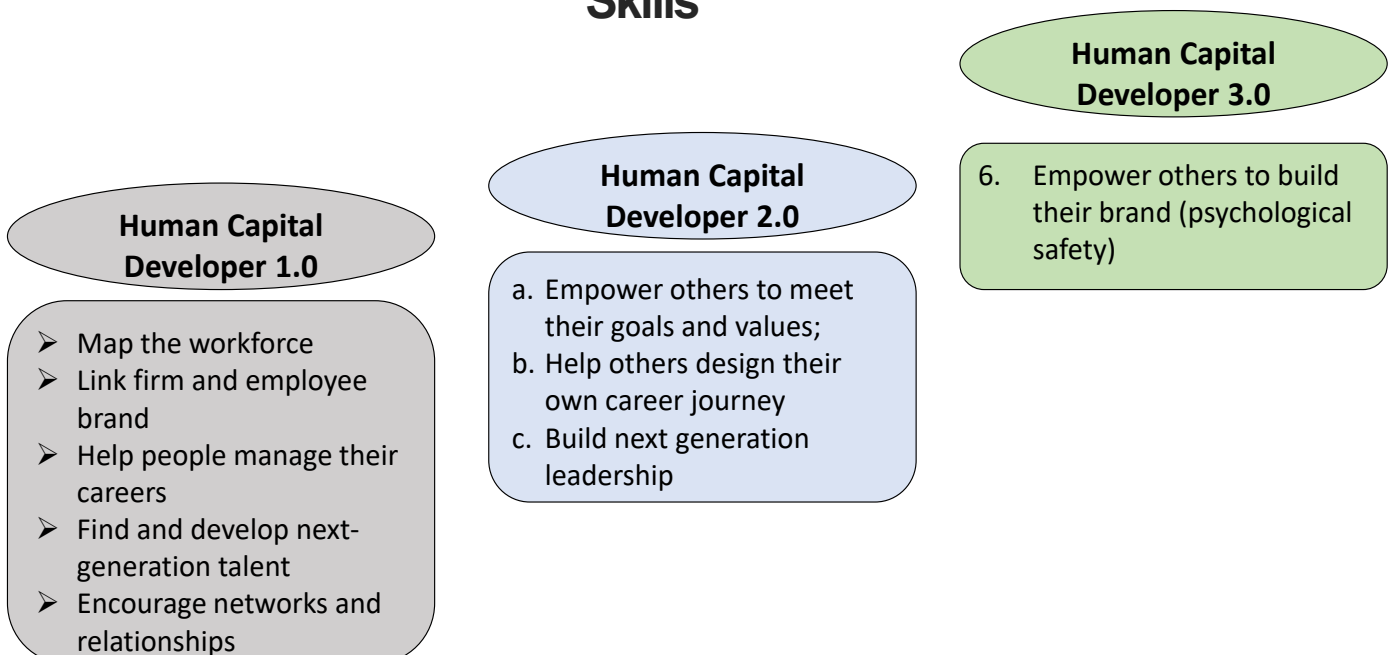 Skills
Human Capital
Developer 1.0
➢ Map the workforce
➢ Link firm and employee
brand
➢ Help people manage their
careers
➢ Find and develop next-
generation talent
➢ Encourage networks and
relationships
Human Capital
Developer 2.0
a. Empower others to meet
their goals and values;
b. Help others design their
own career journey
c. Build next generation
leadership
Human Capital
Developer 3.0
6. Empower others to build
their brand (psychological
safety)